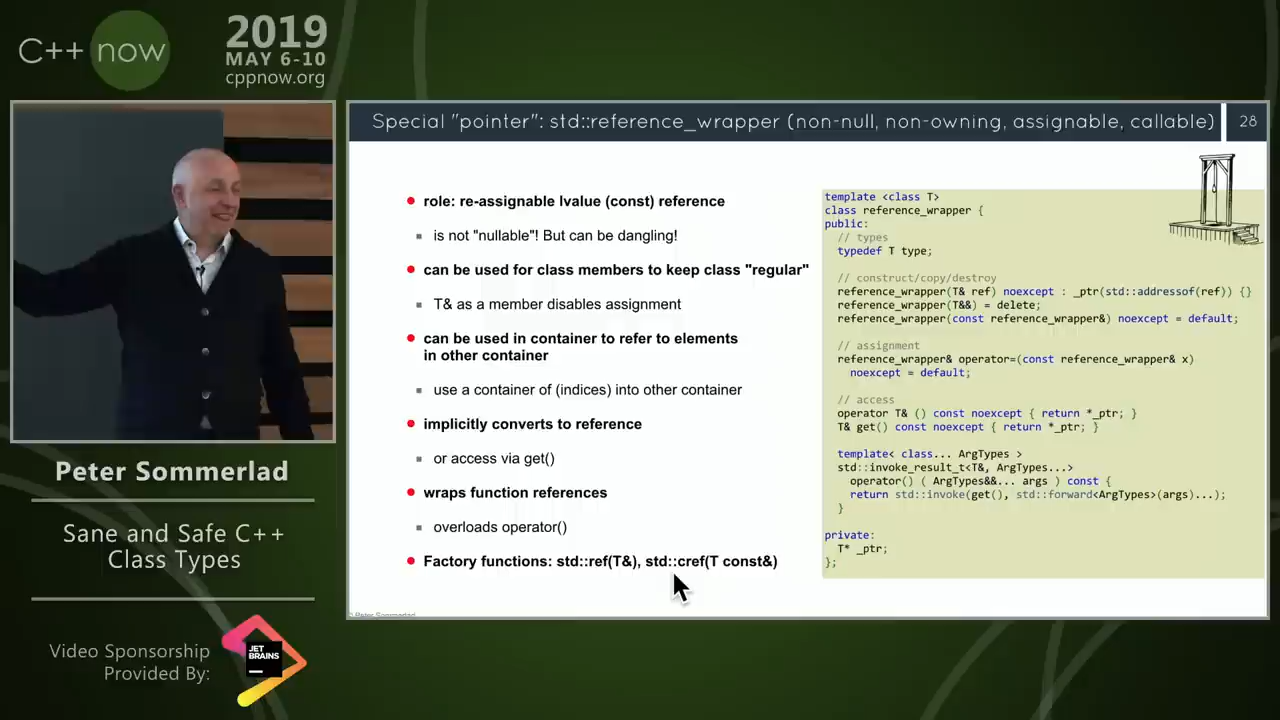 C++ now
2019
MAY 6-10
cppnow.org
Special "pointer": std::reference_wrapper (non-null, non-owning, assignable, callable)
28
role: re-assignable lvalue (const) reference
is not "nullable"! But can be dangling!
can be used for class members to keep class "regular"
T& as a member disables assignment
can be used in container to refer to elements
in other container
use a container of (indices) into other container
implicitly converts to reference
or access via get()
wraps function references
overloads operator()
Factory functions: std::ref(T&), std::cref(T const&)
template <class T>
class reference_wrapper {
public:
// types
typedef T type;
// construct/copy/destroy
reference_wrapper(T& ref) noexcept : _ptr(std::addressof(ref)) {}
reference_wrapper(T&&) = delete;
reference_wrapper(const reference_wrapper&) noexcept = default;
// assignment
reference_wrapper& operator=(const reference_wrapper& x)
noexcept = default;
// access
operator T& () const noexcept { return *_ptr; }
T& get() const noexcept { return *_ptr; }
template< class... ArgTypes >
std::invoke_result_t<T&, ArgTypes...>
operator() ( ArgTypes&&... args ) const {
return std::invoke(get(), std::forward<ArgTypes>(args)...);
}
private:
T* _ptr;
};
© Peter Sommerlad
Peter Sommerlad
Sane and Safe C++
Class Types
Video Sponsorship
Provided By:
JET
BRAINS